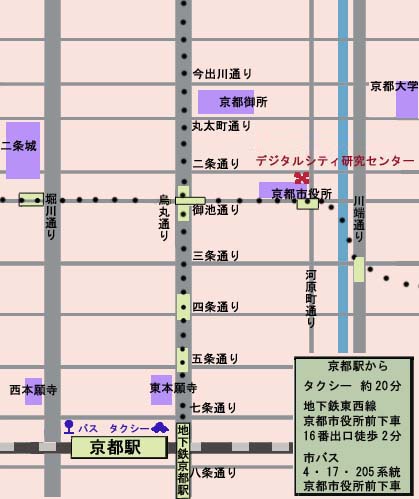 今出川通り
京都大学
京都御所
丸太町通り
二条城
二条通り
デジタルシティ研究センター
京都市役所
堀川通り
烏丸通り
御池通り
川端通り
三条通り
河原町通り
四条通り
五条通り
西本願寺
東本願寺
七条通り
バス タクシー
京都駅
地下鉄京都駅
八条通り
京都駅から
タクシー 約20分
地下鉄東西線
京都市役所前下車
16番出口徒歩2分
市バス
4・17・205系統
京都市役所前下車